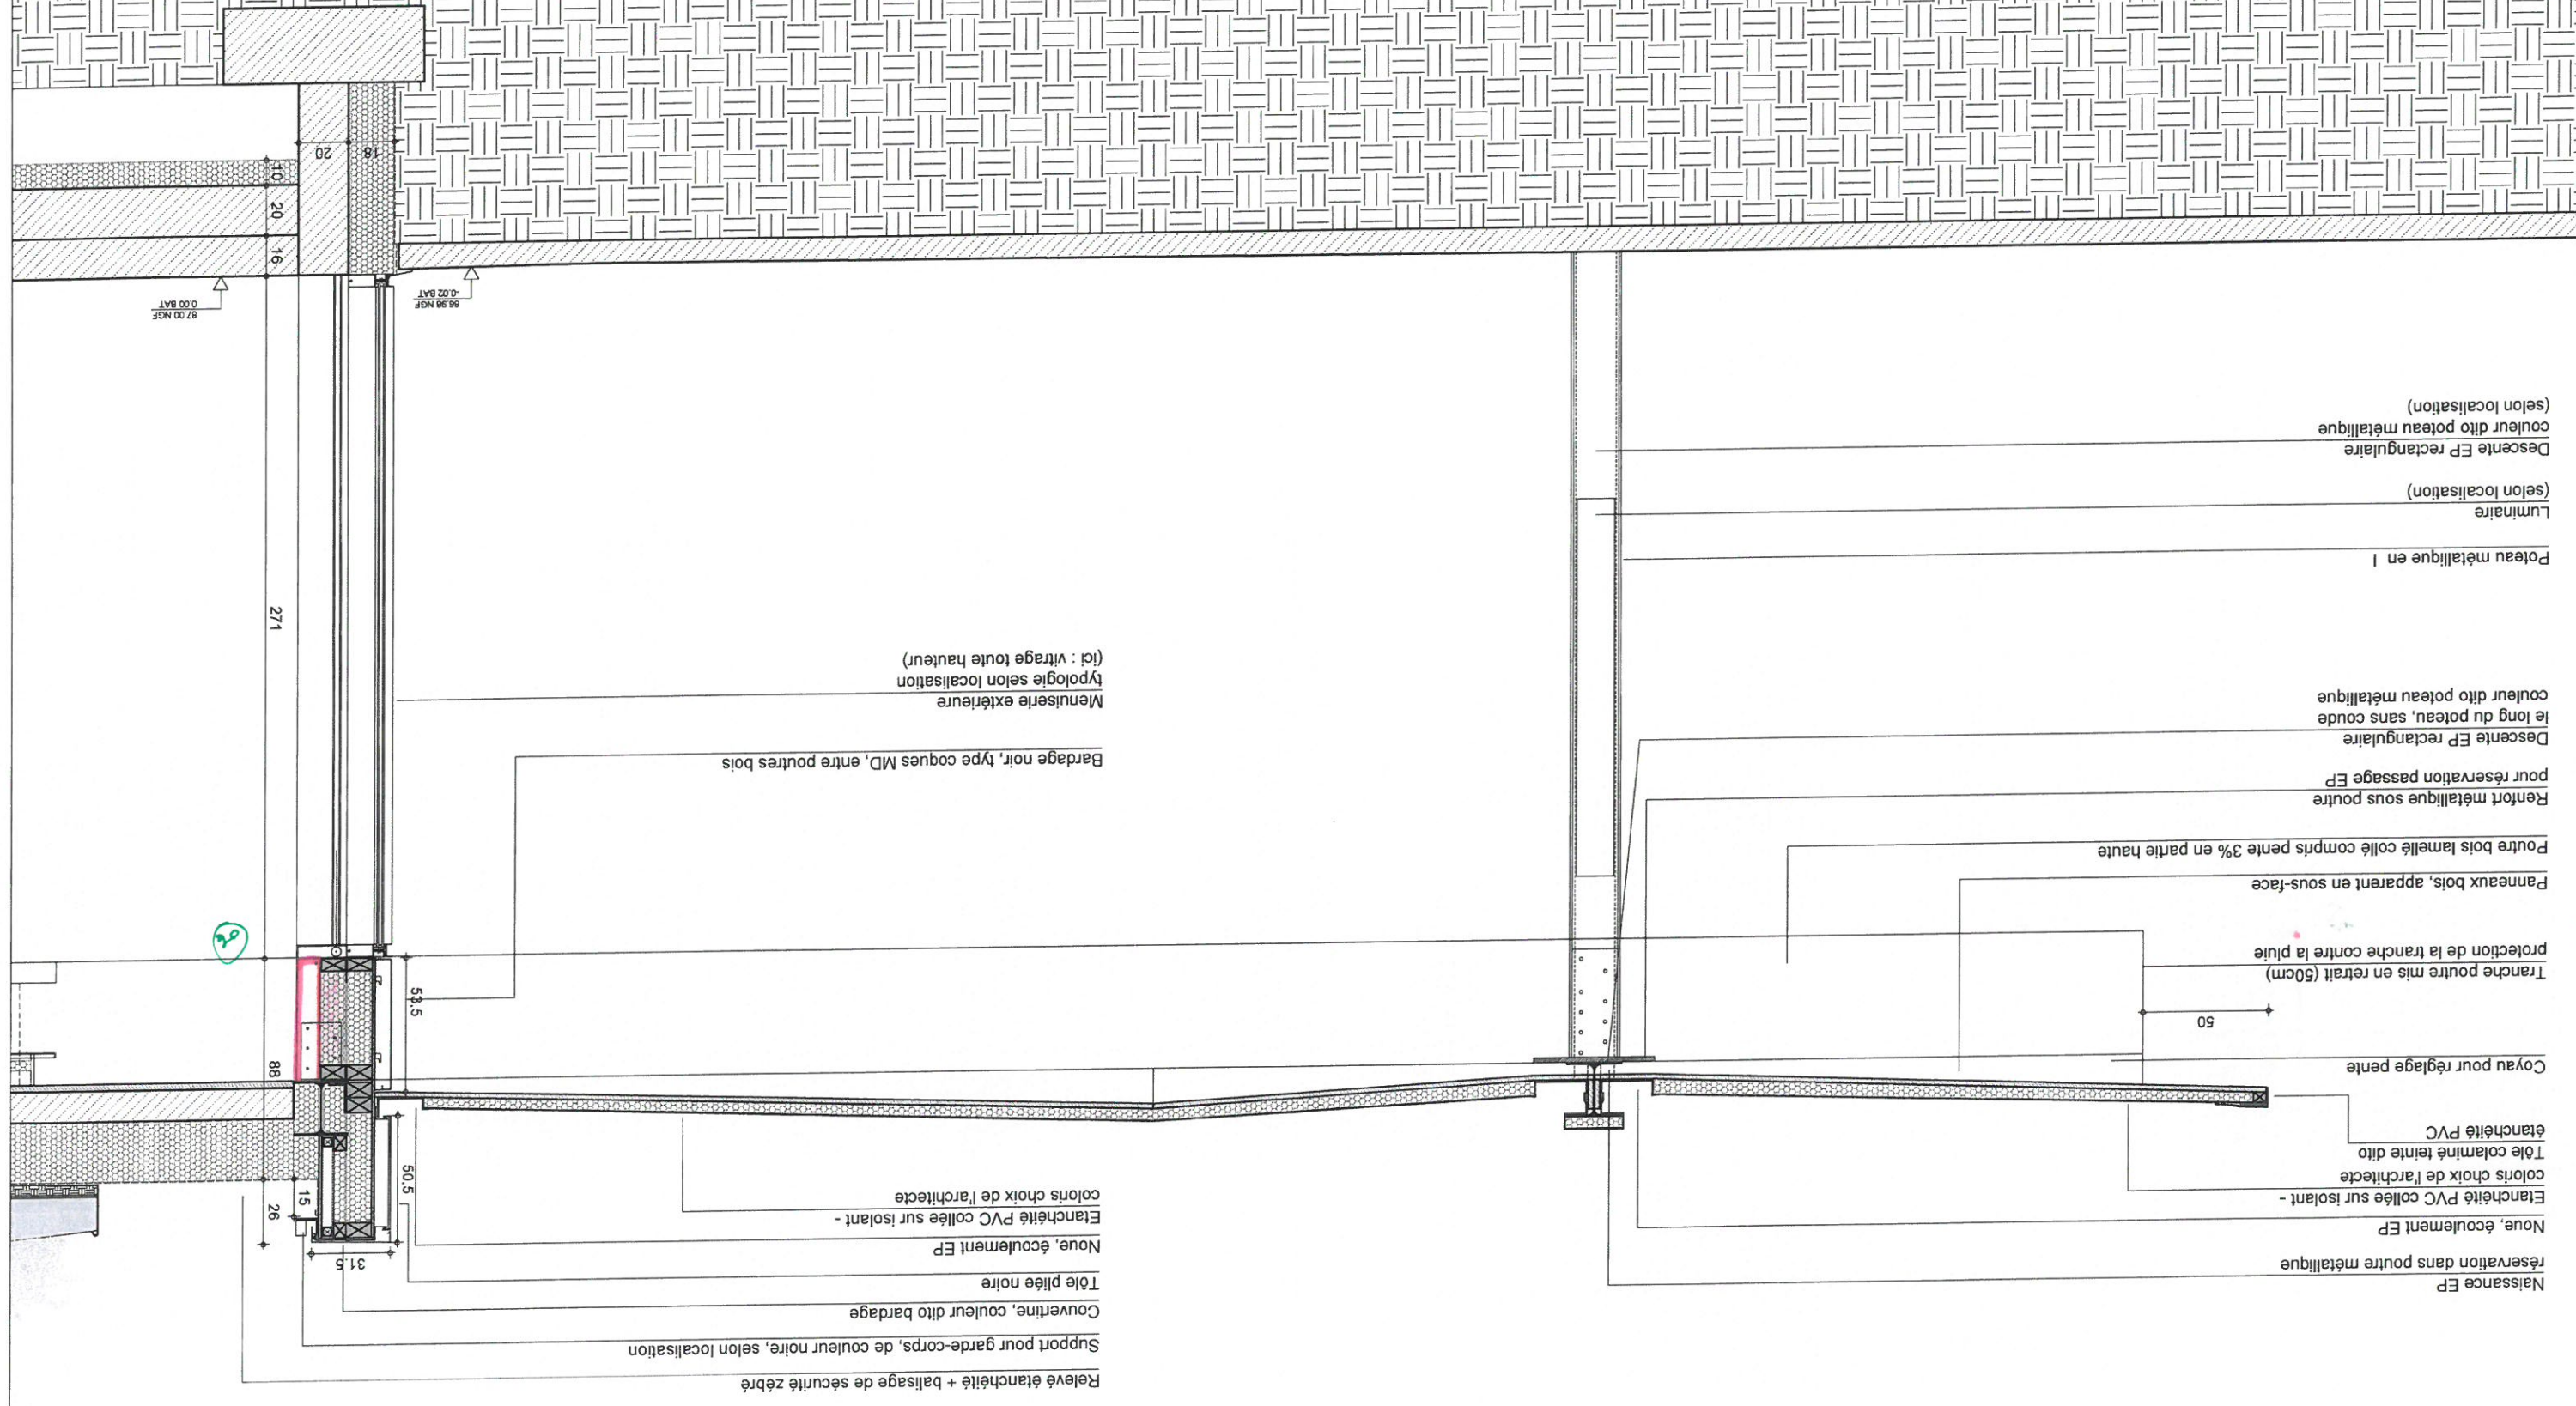 Naissance EP
réservation dans poutre métallique
Noue, écoulement EP
Etanchéité PVC collée sur isolant -
coloris choix de l'architecte
Tôle colaminé teinte dito
étanchéité PVC
Coyau pour réglage pente
50
Tranche poutre mis en retrait (50cm)
protection de la tranche contre la pluie
Panneaux bois, apparent en sous-face
Poutre bois lamellé collé compris pente 3% en partie haute
Renfort métallique sous poutre
pour réservation passage EP
Descente EP rectangulaire
le long du poteau, sans coude
couleur dito poteau métallique
Poteau métallique en I
Luminaire
(selon localisation)
Descente EP rectangulaire
couleur dito poteau métallique
(selon localisation)
Relevé étanchéité + balisage de sécurité zébré
Support pour garde-corps, de couleur noire, selon localisation
Couvertine, couleur dito bardage
Tôle pliée noire
Noue, écoulement EP
Etanchéité PVC collée sur isolant -
coloris choix de l'architecte
Bardage noir, type coques MD, entre poutres bois
Menuiserie extérieure
typologie selon localisation
(ici : vitrage toute hauteur)
31.5
26
15
50.5
88
53.5
271
86.98 NGF
-0.02 BAT
87.00 NGF
0.00 BAT
16
20
10
18
20